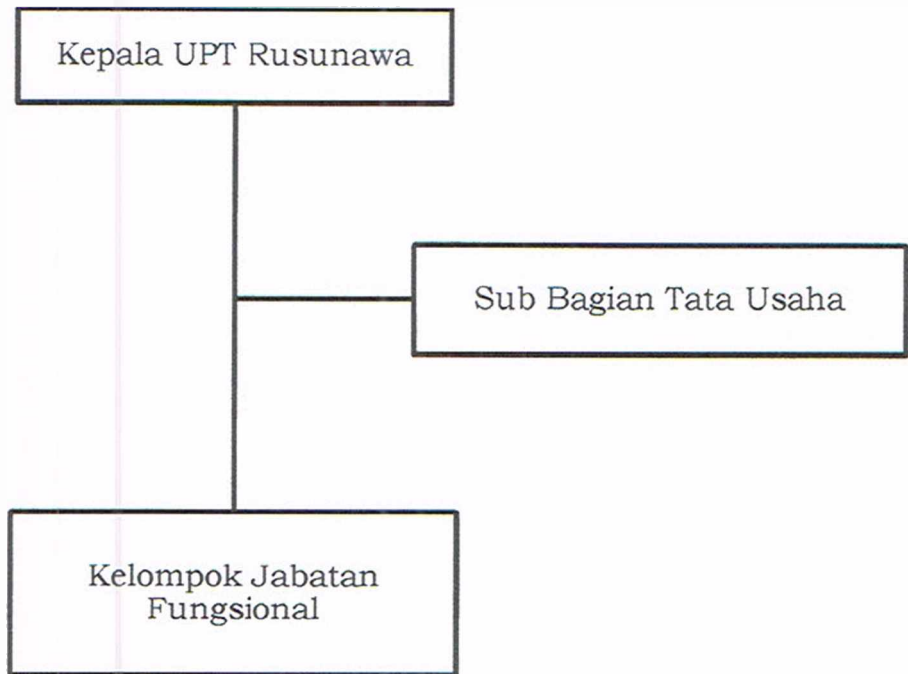 Kepala UPT Rusunawa
Sub Bagian Tata Usaha
Kelompok Jabatan
Fungsional